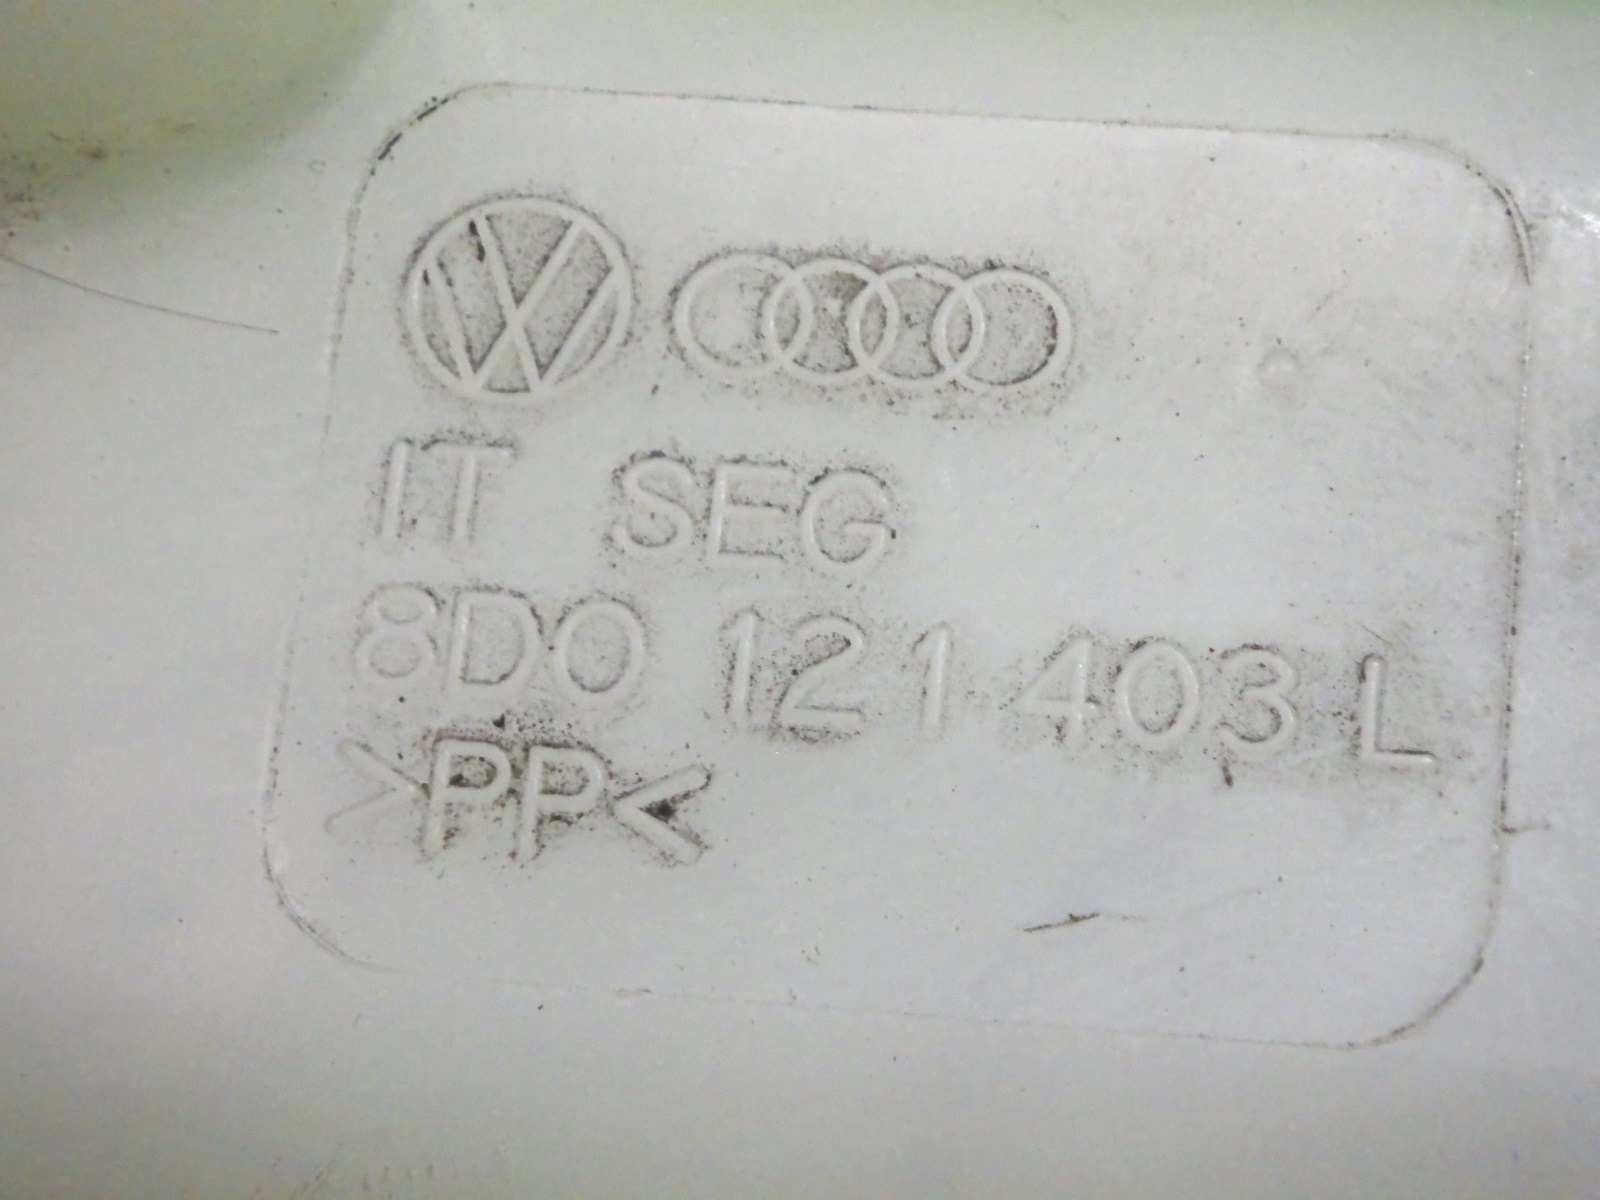 IT SEG
8D0 121 403 L
>PP<